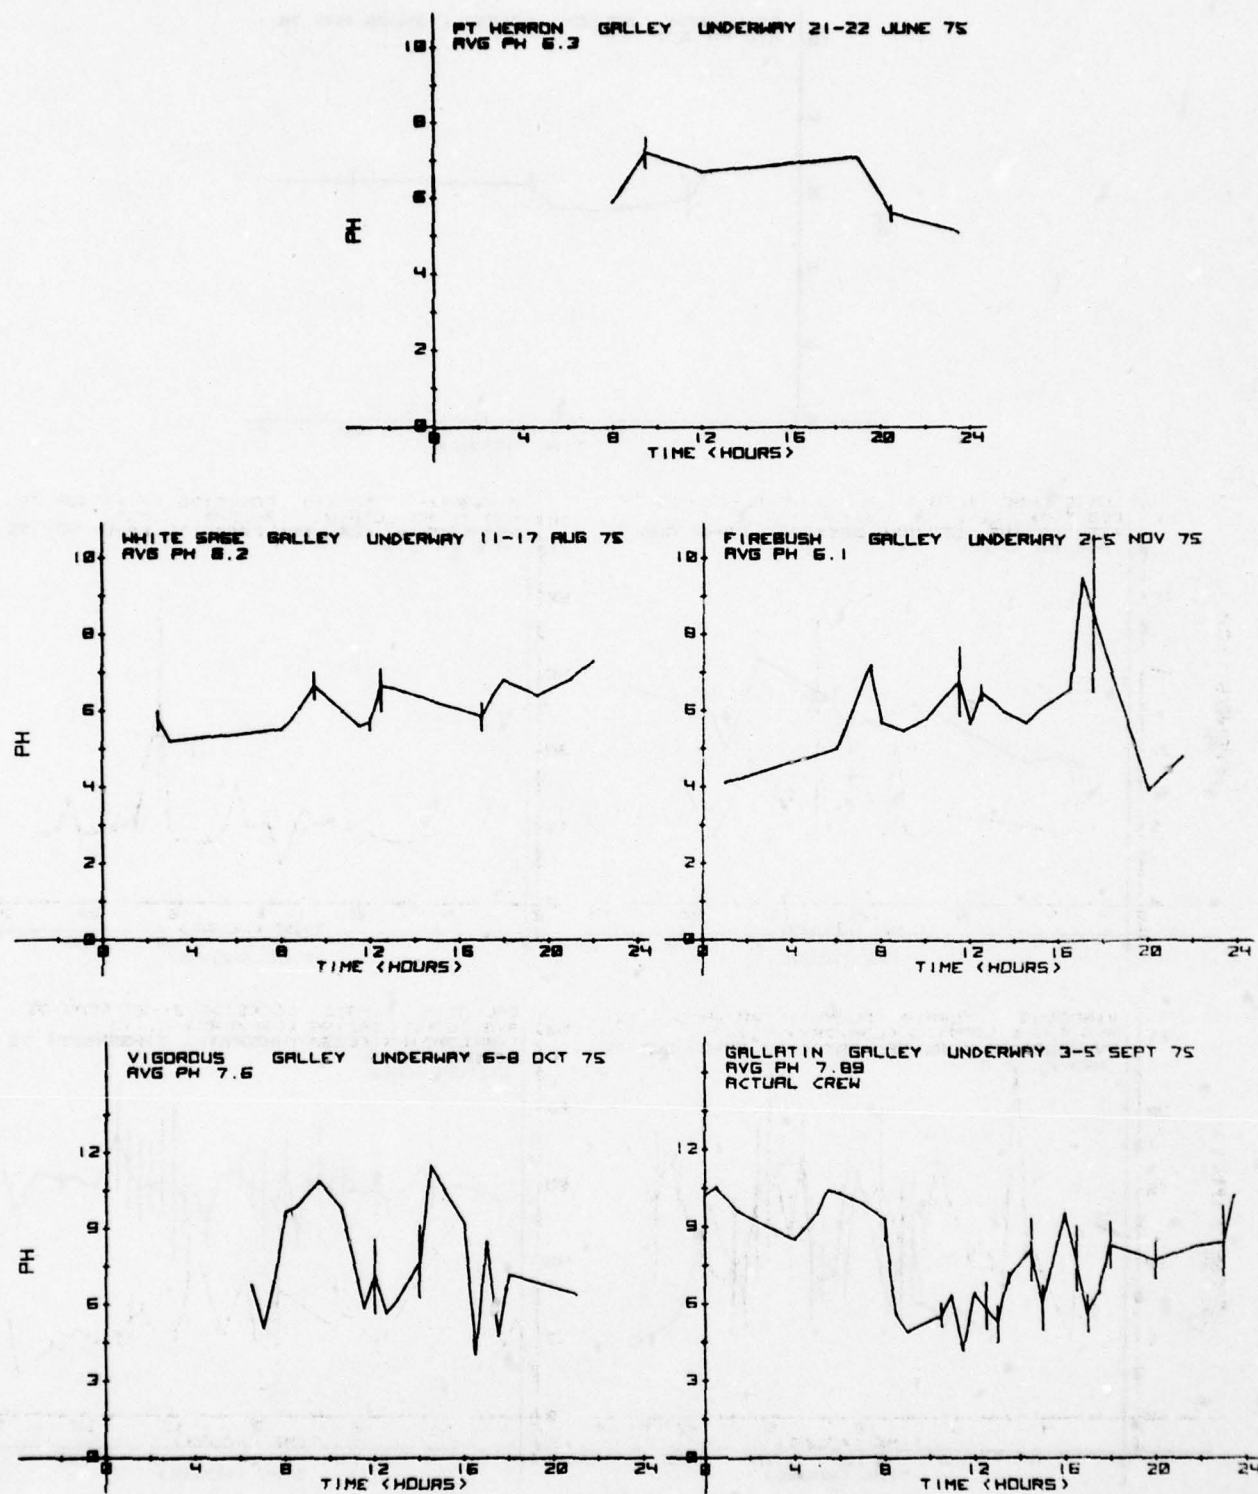 PT HERRON GALLEY UNDERWAY 21-22 JUNE 75
AVG PH 6.3
10
8
6
4
2
0
PH
0 4 8 12 16 20 24
TIME <HOURS>
WHITE SAGE GALLEY UNDERWAY 11-17 AUG 75
AVG PH 6.2
10
8
6
4
2
0
PH
0 4 8 12 16 20 24
TIME <HOURS>
FIREBUSH GALLEY UNDERWAY 2-5 NOV 75
AVG PH 6.1
10
8
6
4
2
0
0 4 8 12 16 20 24
TIME <HOURS>
VIGOROUS GALLEY UNDERWAY 6-8 OCT 75
AVG PH 7.6
12
9
6
3
0
PH
0 4 8 12 16 20 24
TIME <HOURS>
GALLATIN GALLEY UNDERWAY 3-5 SEPT 75
AVG PH 7.89
ACTUAL CREW
12
9
6
3
0
0 4 8 12 16 20 24
TIME <HOURS>